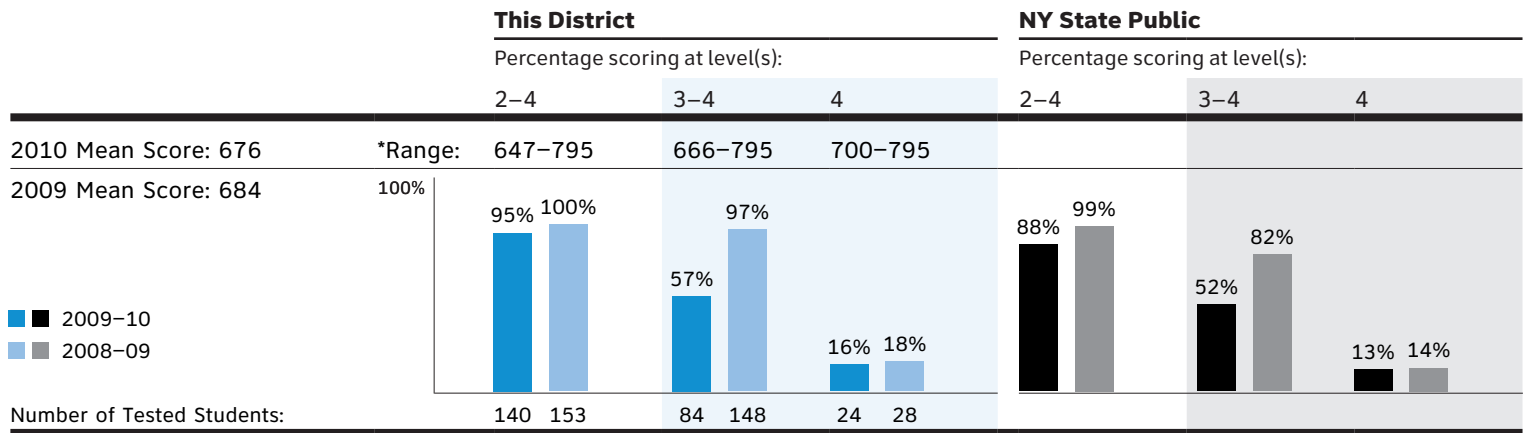 This District NY State Public
Percentage scoring at level(s): Percentage scoring at level(s):
2–4 3–4 4 2–4 3–4 4
2010 Mean Score: 676 *Range: 647–795 666–795 700–795
2009 Mean Score: 684 100%
95% 100% 97% 88% 99%
57% 82%
52%
16% 18% 13% 14%
2009–10
2008–09
Number of Tested Students: 140 153 84 148 24 28